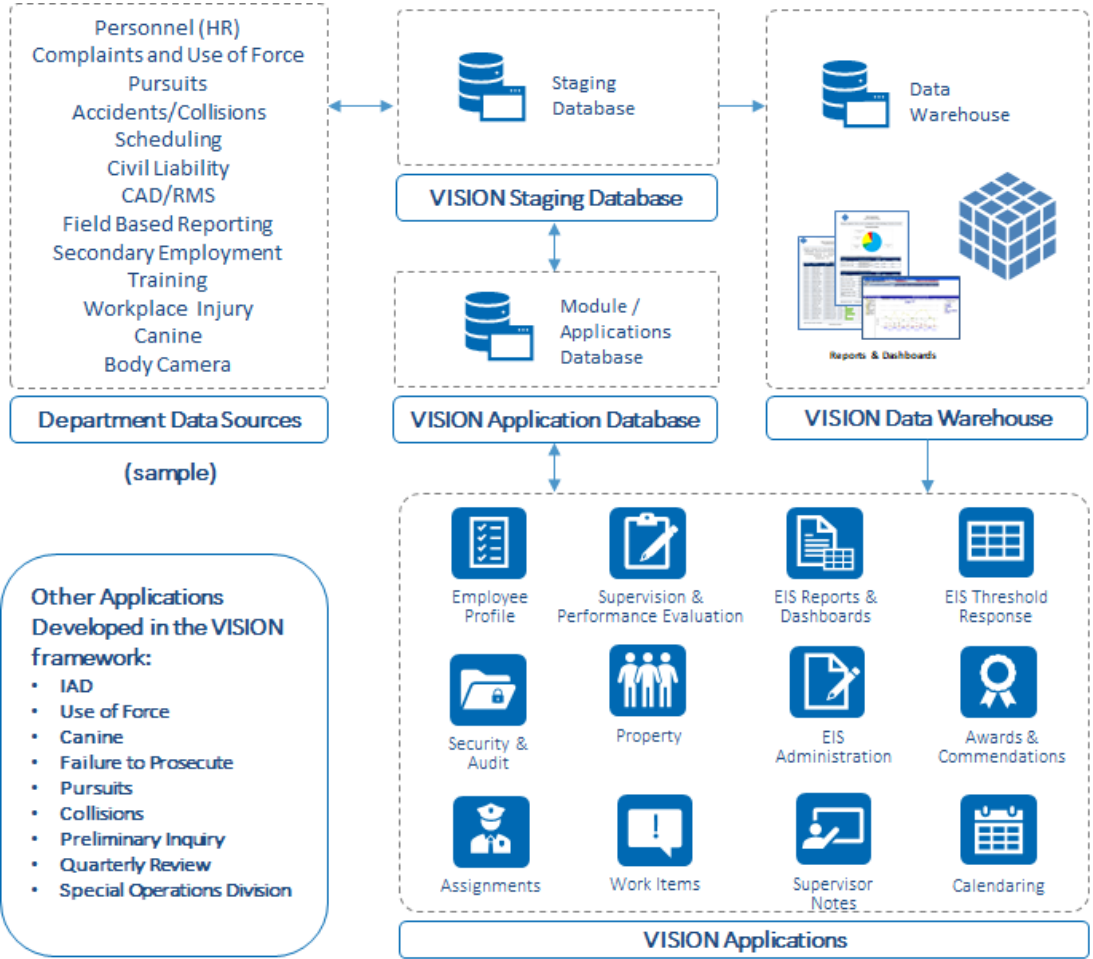 Personnel (HR)
Complaints and Use of Force
Pursuits
Accidents/Collisions
Scheduling
Civil Liability
CAD/RMS
Field Based Reporting
Secondary Employment
Training
Workplace Injury
Canine
Body Camera
Department Data Sources
(sample)
Staging
Database
VISION Staging Database
Module /
Applications
Database
VISION Application Database
Data
Warehouse
Reports & Dashboards
VISION Data Warehouse
Other Applications
Developed in the VISION
framework:
• IAD
• Use of Force
• Canine
• Failure to Prosecute
• Pursuits
• Collisions
• Preliminary Inquiry
• Quarterly Review
• Special Operations Division
Employee
Profile
Supervision &
Performance Evaluation
EIS Reports &
Dashboards
EIS Threshold
Response
Security &
Audit
Property
EIS
Administration
Awards &
Commendations
Assignments
Work Items
Supervisor
Notes
Calendaring
VISION Applications